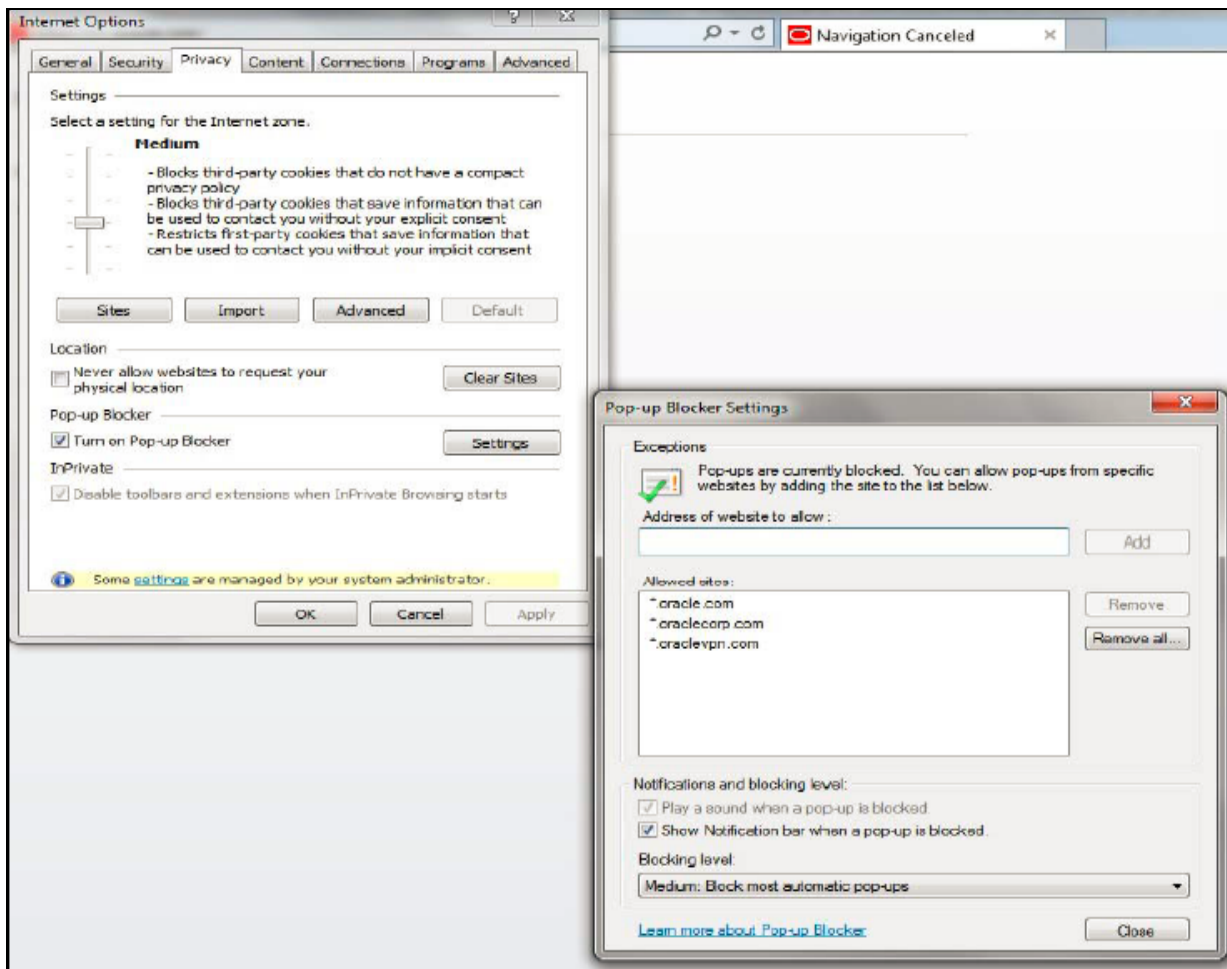 Internet Options
?
Navigation Canceled
General Security Privacy Content Connections Programs Advanced
Settings
Select a setting for the Internet zone.
Medium
- Blocks third-party cookies that do not have a compact
privacy policy
- Blocks third-party cookies that save information that can
be used to contact you without your explicit consent
- Restricts first-party cookies that save information that
can be used to contact you without your implicit consent
Sites Import Advanced Default
Location
Never allow websites to request your
physical location
Clear Sites
Pop-up Blocker
Turn on Pop-up Blocker Settings
InPrivate
Disable toolbars and extensions when InPrivate Browsing starts
Some settings are managed by your system administrator.
OK Cancel Apply
Pop-up Blocker Settings
Exceptions
Pop-ups are currently blocked. You can allow pop-ups from specific
websites by adding the site to the list below.
Address of website to allow:
Add
Allowed sites:
*.oracle.com
*.oraclecorp.com
*.oraclevpn.com
Remove
Remove all...
Notifications and blocking level:
Play a sound when a pop-up is blocked.
Show Notification bar when a pop-up is blocked.
Blocking level:
Medium: Block most automatic pop-ups
Learn more about Pop-up Blocker
Close